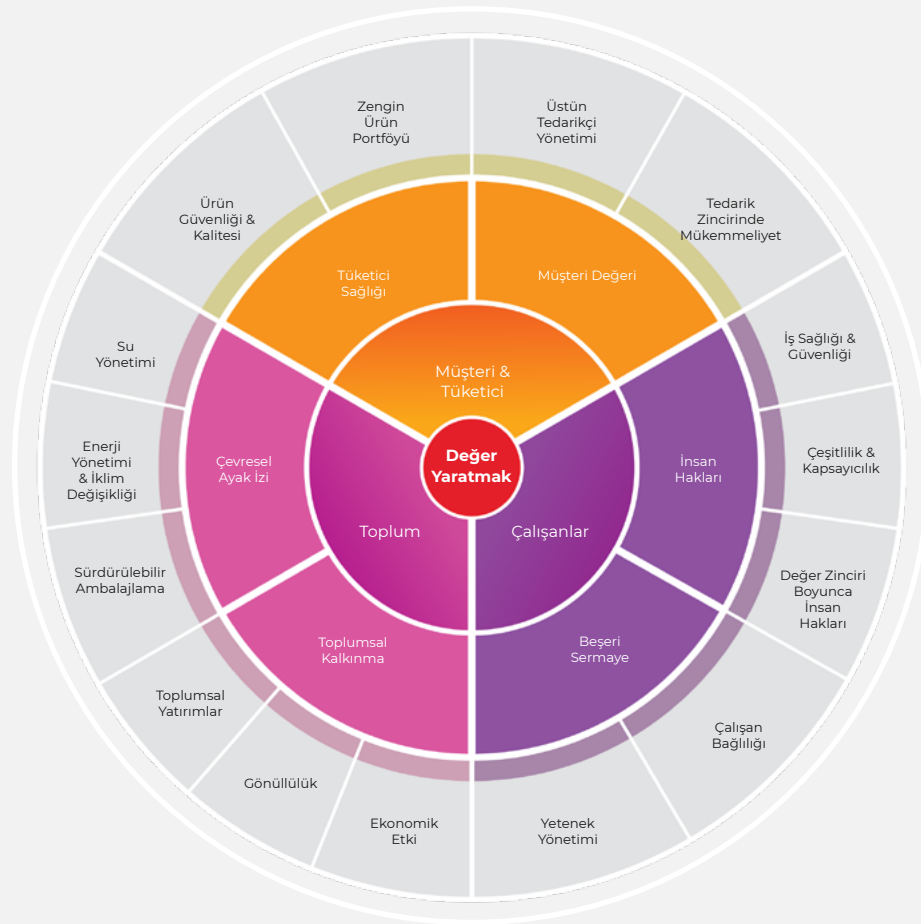 Zengin
Ürün
Portföyü
Üstün
Tedarikçi
Yönetimi
Ürün
Güvenliği &
Kalitesi
Tedarik
Zincirinde
Mükemmeliyet
Tüketici
Sağlığı
Müşteri Değeri
Su
Yönetimi
İş Sağlığı &
Güvenliği
Müşteri &
Tüketici
Enerji
Yönetimi
& İklim
Değişikliği
Çevresel
Ayak İzi
Değer
Yaratmak
İnsan
Hakları
Çeşitlilik &
Kapsayıcılık
Toplum
Çalışanlar
Sürdürülebilir
Ambalajlama
Değer Zinciri
Boyunca
İnsan
Hakları
Toplumsal
Kalkınma
Beşeri
Sermaye
Toplumsal
Yatırımlar
Çalışan
Bağlılığı
Gönüllülük
Ekonomik
Etki
Yetenek
Yönetimi